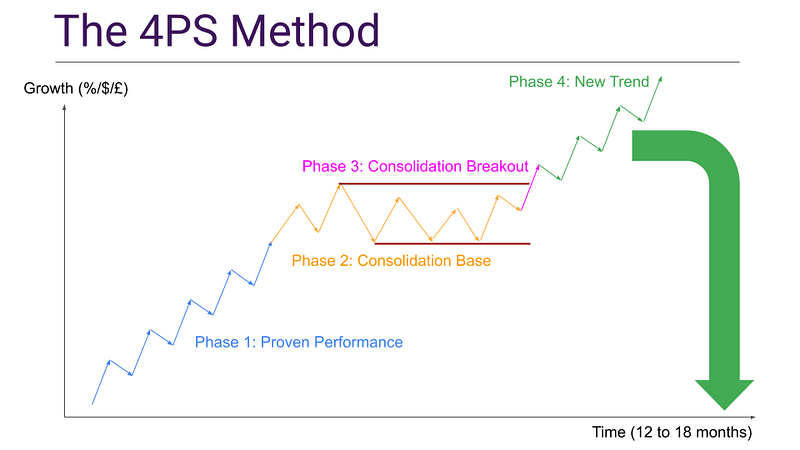 The 4PS Method
Growth (%/$/£)
Phase 4: New Trend
Phase 3: Consolidation Breakout
Phase 2: Consolidation Base
Phase 1: Proven Performance
Time (12 to 18 months)